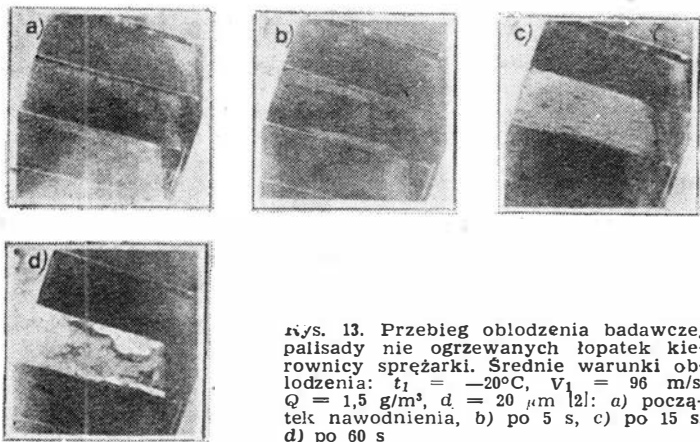 a)
b)
c)
d)
Rys. 13. Przebieg oblodzenia badawczej
palisady nie ogrzewanych łopatek kie-
rownicy sprężarki. Średnie warunki ob-
lodzenia: t1 = —20°C, V1 = 96 m/s
Q = 1,5 g/m³, d = 20 μm [2]: a) począ-
tek nawodnienia, b) po 5 s, c) po 15 s
d) po 60 s